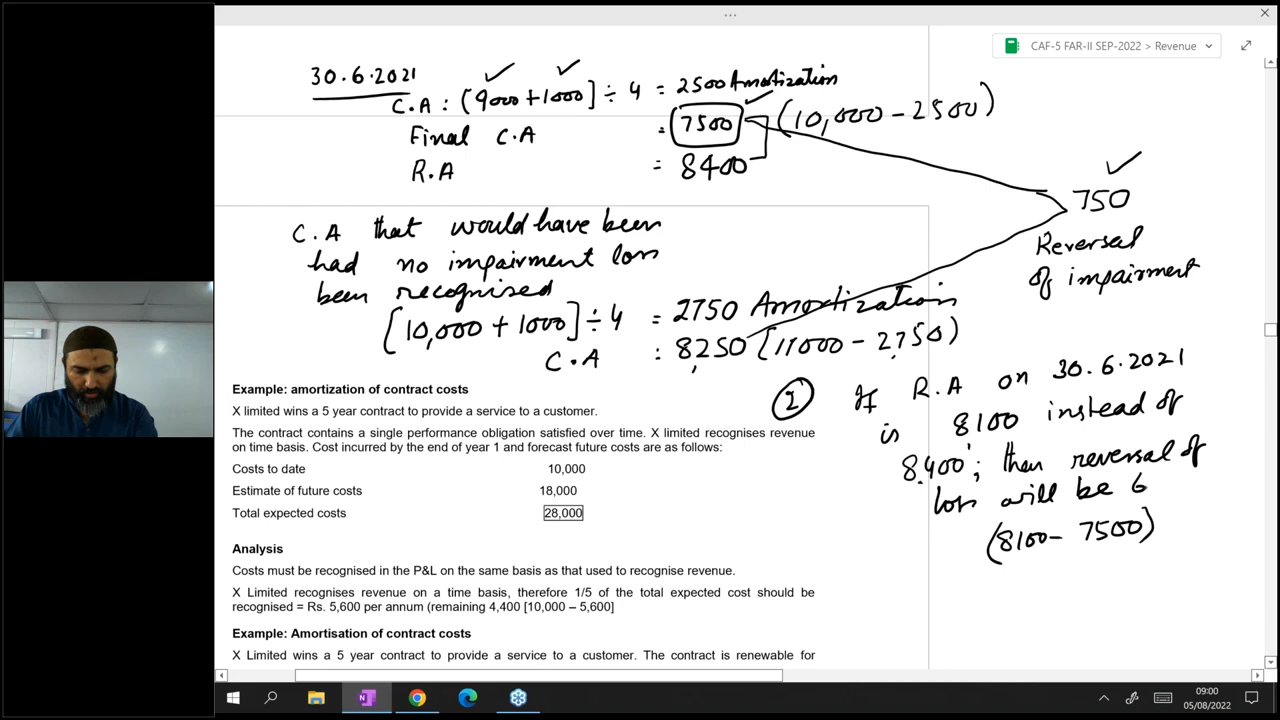 CAF-5 FAR-II SEP-2022 > Revenue
30.6.2021
C.A : (9000+1000] ÷ 4 = 2500 Amortization
Final C.A = 7500 (10,000 - 2500)
R.A = 8400
750
Reversal
of impairment
C.A that would have been
had no impairment loss
been recognised
[10,000 + 1000] ÷ 4 = 2750 Amortization
C.A = 8250 (11000 - 2,750)
Example: amortization of contract costs
X limited wins a 5 year contract to provide a service to a customer.
The contract contains a single performance obligation satisfied over time. X limited recognises revenue
on time basis. Cost incurred by the end of year 1 and forecast future costs are as follows:
Costs to date 10,000
Estimate of future costs 18,000
Total expected costs 28,000
Analysis
Costs must be recognised in the P&L on the same basis as that used to recognise revenue.
X Limited recognises revenue on a time basis, therefore 1/5 of the total expected cost should be
recognised = Rs. 5,600 per annum (remaining 4,400 [10,000 – 5,600]
Example: Amortisation of contract costs
X Limited wins a 5 year contract to provide a service to a customer. The contract is renewable for
If R.A on 30.6.2021
is 8100 instead of
8,400; then reversal of
loss will be 6
(8100- 7500)
09:00
05/08/2022